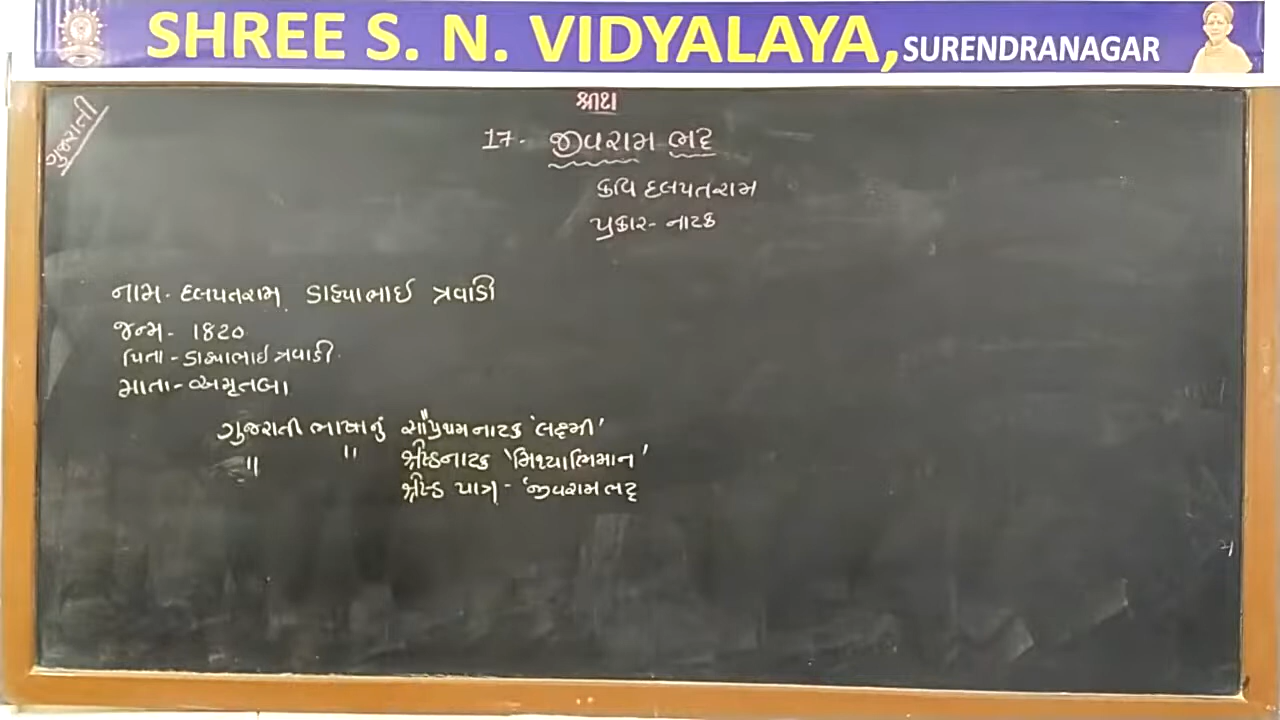 SHREE S. N. VIDYALAYA, SURENDRANAGAR
ગુજરાતી
17. જીવરામ ભટ્ટ
કવિ દલપતરામ
પ્રકાર - નાટક
નામ - દલપતરામ ડાહ્યાભાઈ ત્રવાડી
જન્મ - 1820
પિતા - ડાહ્યાભાઈ ત્રવાડી.
માતા - અમૃતબા
ગુજરાતી ભાષાનું સૌપ્રથમ નાટક 'લક્ષ્મી'
" " શ્રેષ્ઠ નાટક 'મિથ્યાભિમાન'
શ્રેષ્ઠ પાત્ર - 'જીવરામ ભટ્ટ